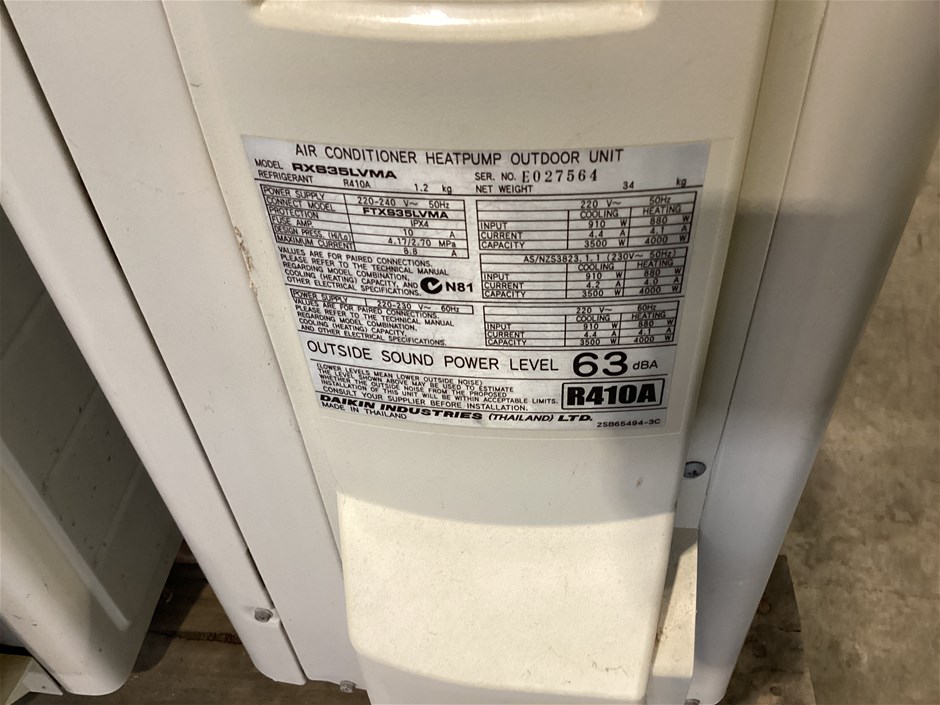 AIR CONDITIONER HEATPUMP OUTDOOR UNIT
MODEL RXS35LVMA SER. NO. E027564
REFRIGERANT R410A 1.2 kg NET WEIGHT 34 kg
POWER SUPPLY 220-240 V~ 50Hz
CONNECT MODEL FTXS35LVMA
PROTECTION IPX4
FUSE AMP 10 A
DESIGN PRESS. (Hi/Lo) 4.17/2.70 MPa
MAXIMUM CURRENT 8.8 A
VALUES ARE FOR PAIRED CONNECTIONS.
PLEASE REFER TO THE TECHNICAL MANUAL
REGARDING MODEL COMBINATION,
COOLING (HEATING) CAPACITY, AND
OTHER ELECTRICAL SPECIFICATIONS.
N81
220 V~ 50Hz
COOLING HEATING
INPUT 910 W 880 W
CURRENT 4.4 A 4.1 A
CAPACITY 3500 W 4000 W
AS/NZS3823.1.1 (230V~ 50Hz)
COOLING HEATING
INPUT 910 W 880 W
CURRENT 4.2 A 4.0 A
CAPACITY 3500 W 4000 W
POWER SUPPLY 220-230 V~ 60Hz
VALUES ARE FOR PAIRED CONNECTIONS.
PLEASE REFER TO THE TECHNICAL MANUAL
REGARDING MODEL COMBINATION,
COOLING (HEATING) CAPACITY,
AND OTHER ELECTRICAL SPECIFICATIONS.
220 V~ 60Hz
COOLING HEATING
INPUT 910 W 880 W
CURRENT 4.4 A 4.1 A
CAPACITY 3500 W 4000 W
OUTSIDE SOUND POWER LEVEL 63 dBA
(LOWER LEVELS MEAN LOWER OUTSIDE NOISE)
THE LEVEL SHOWN ABOVE MAY BE USED TO ESTIMATE
WHETHER THE OUTSIDE NOISE FROM THE PROPOSED
INSTALLATION OF THIS UNIT WILL BE WITHIN ACCEPTABLE LIMITS.
CONSULT YOUR SUPPLIER BEFORE INSTALLATION.
R410A
DAIKIN INDUSTRIES (THAILAND) LTD.
MADE IN THAILAND
2SB65494-3C